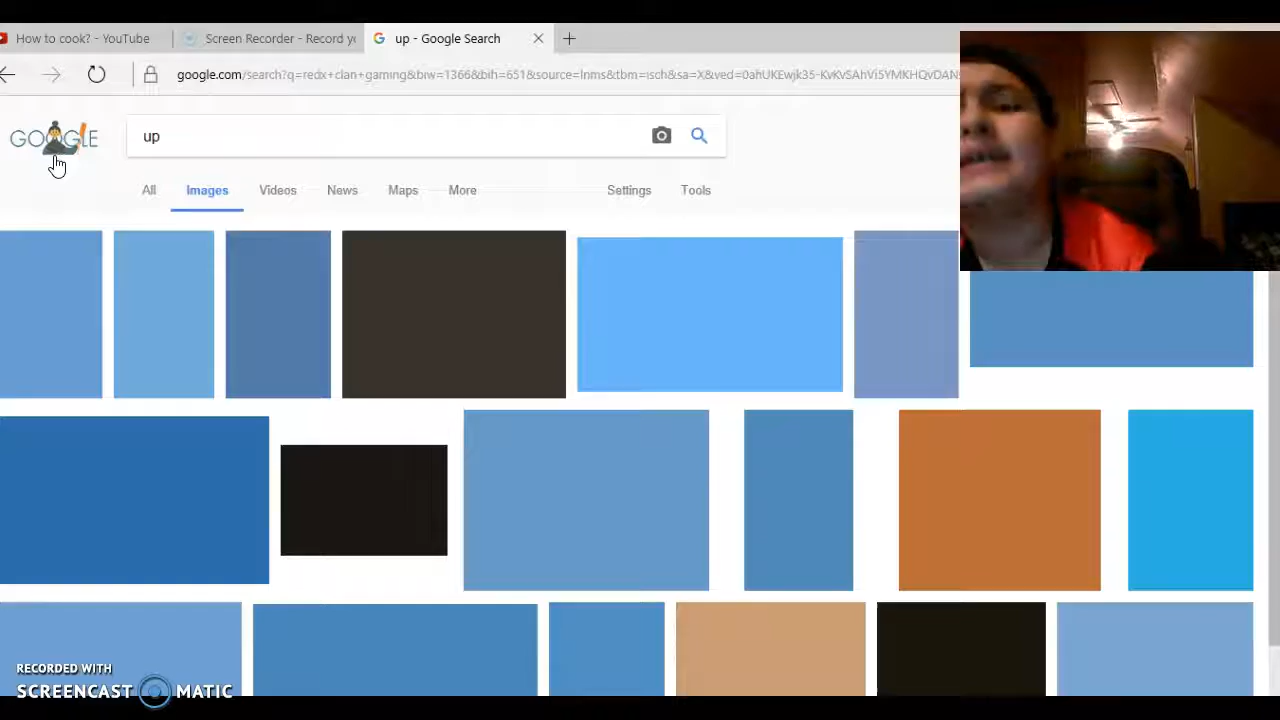 How to cook? - YouTube
Screen Recorder - Record yo
up - Google Search
google.com/search?q=redx+clan+gaming&biw=1366&bih=651&source=lnms&tbm=isch&sa=X&ved=
GOOGLE
up
All
Images
Videos
News
Maps
More
Settings
Tools
RECORDED WITH
SCREENCAST MATIC